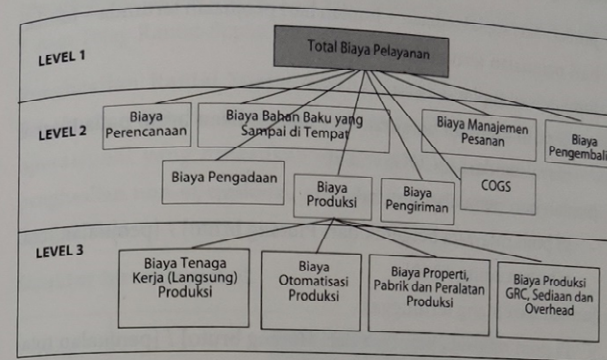 LEVEL 1
Total Biaya Pelayanan
LEVEL 2
Biaya
Perencanaan
Biaya Bahan Baku yang
Sampai di Tempat
Biaya Manajemen
Pesanan
Biaya
Pengembali
Biaya Pengadaan
Biaya
Produksi
Biaya
Pengiriman
COGS
LEVEL 3
Biaya Tenaga
Kerja (Langsung)
Produksi
Biaya
Otomatisasi
Produksi
Biaya Properti,
Pabrik dan Peralatan
Produksi
Biaya Produksi
GRC, Sediaan dan
Overhead